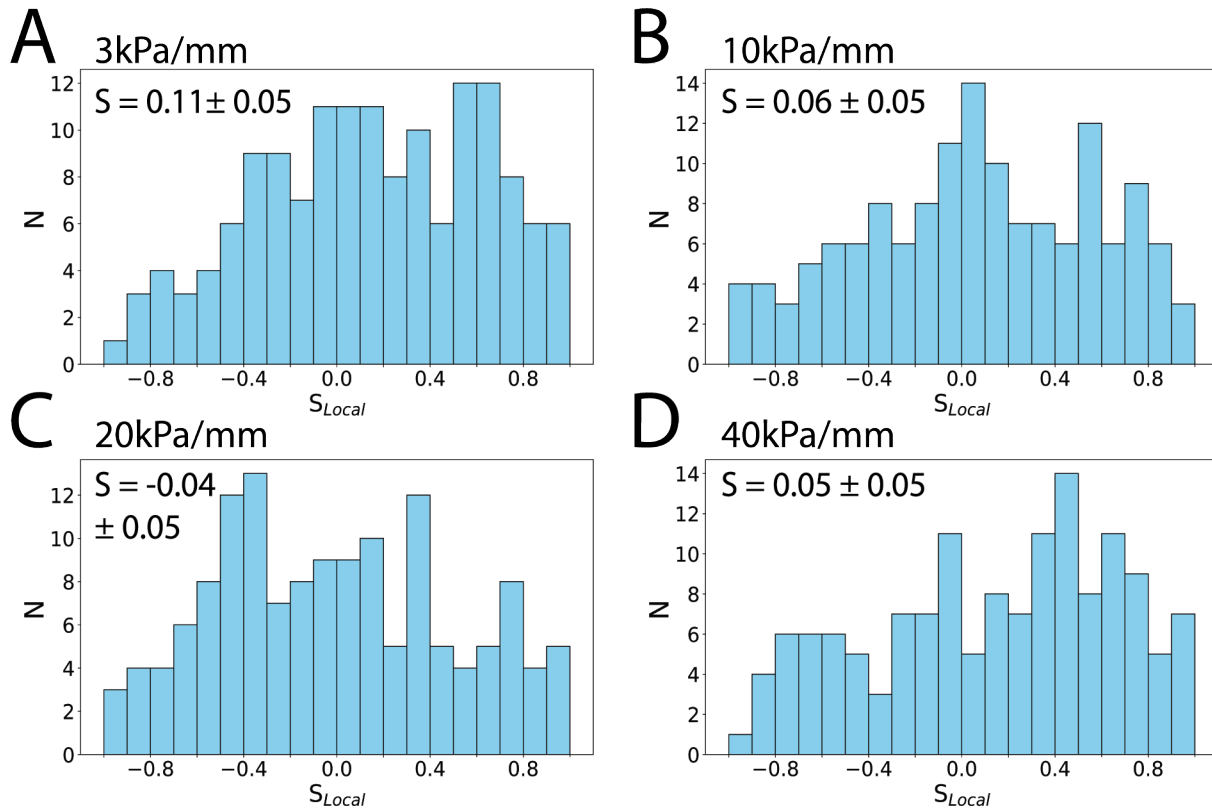 A
3kPa/mm
S = 0.11± 0.05
12
10
8
6
4
2
0
N
−0.8
−0.4
0.0
0.4
0.8
S_Local
B
10kPa/mm
S = 0.06 ± 0.05
14
12
10
8
6
4
2
0
N
−0.8
−0.4
0.0
0.4
0.8
S_Local
C
20kPa/mm
S = -0.04
± 0.05
12
10
8
6
4
2
0
N
−0.8
−0.4
0.0
0.4
0.8
S_Local
D
40kPa/mm
S = 0.05 ± 0.05
14
12
10
8
6
4
2
0
N
−0.8
−0.4
0.0
0.4
0.8
S_Local